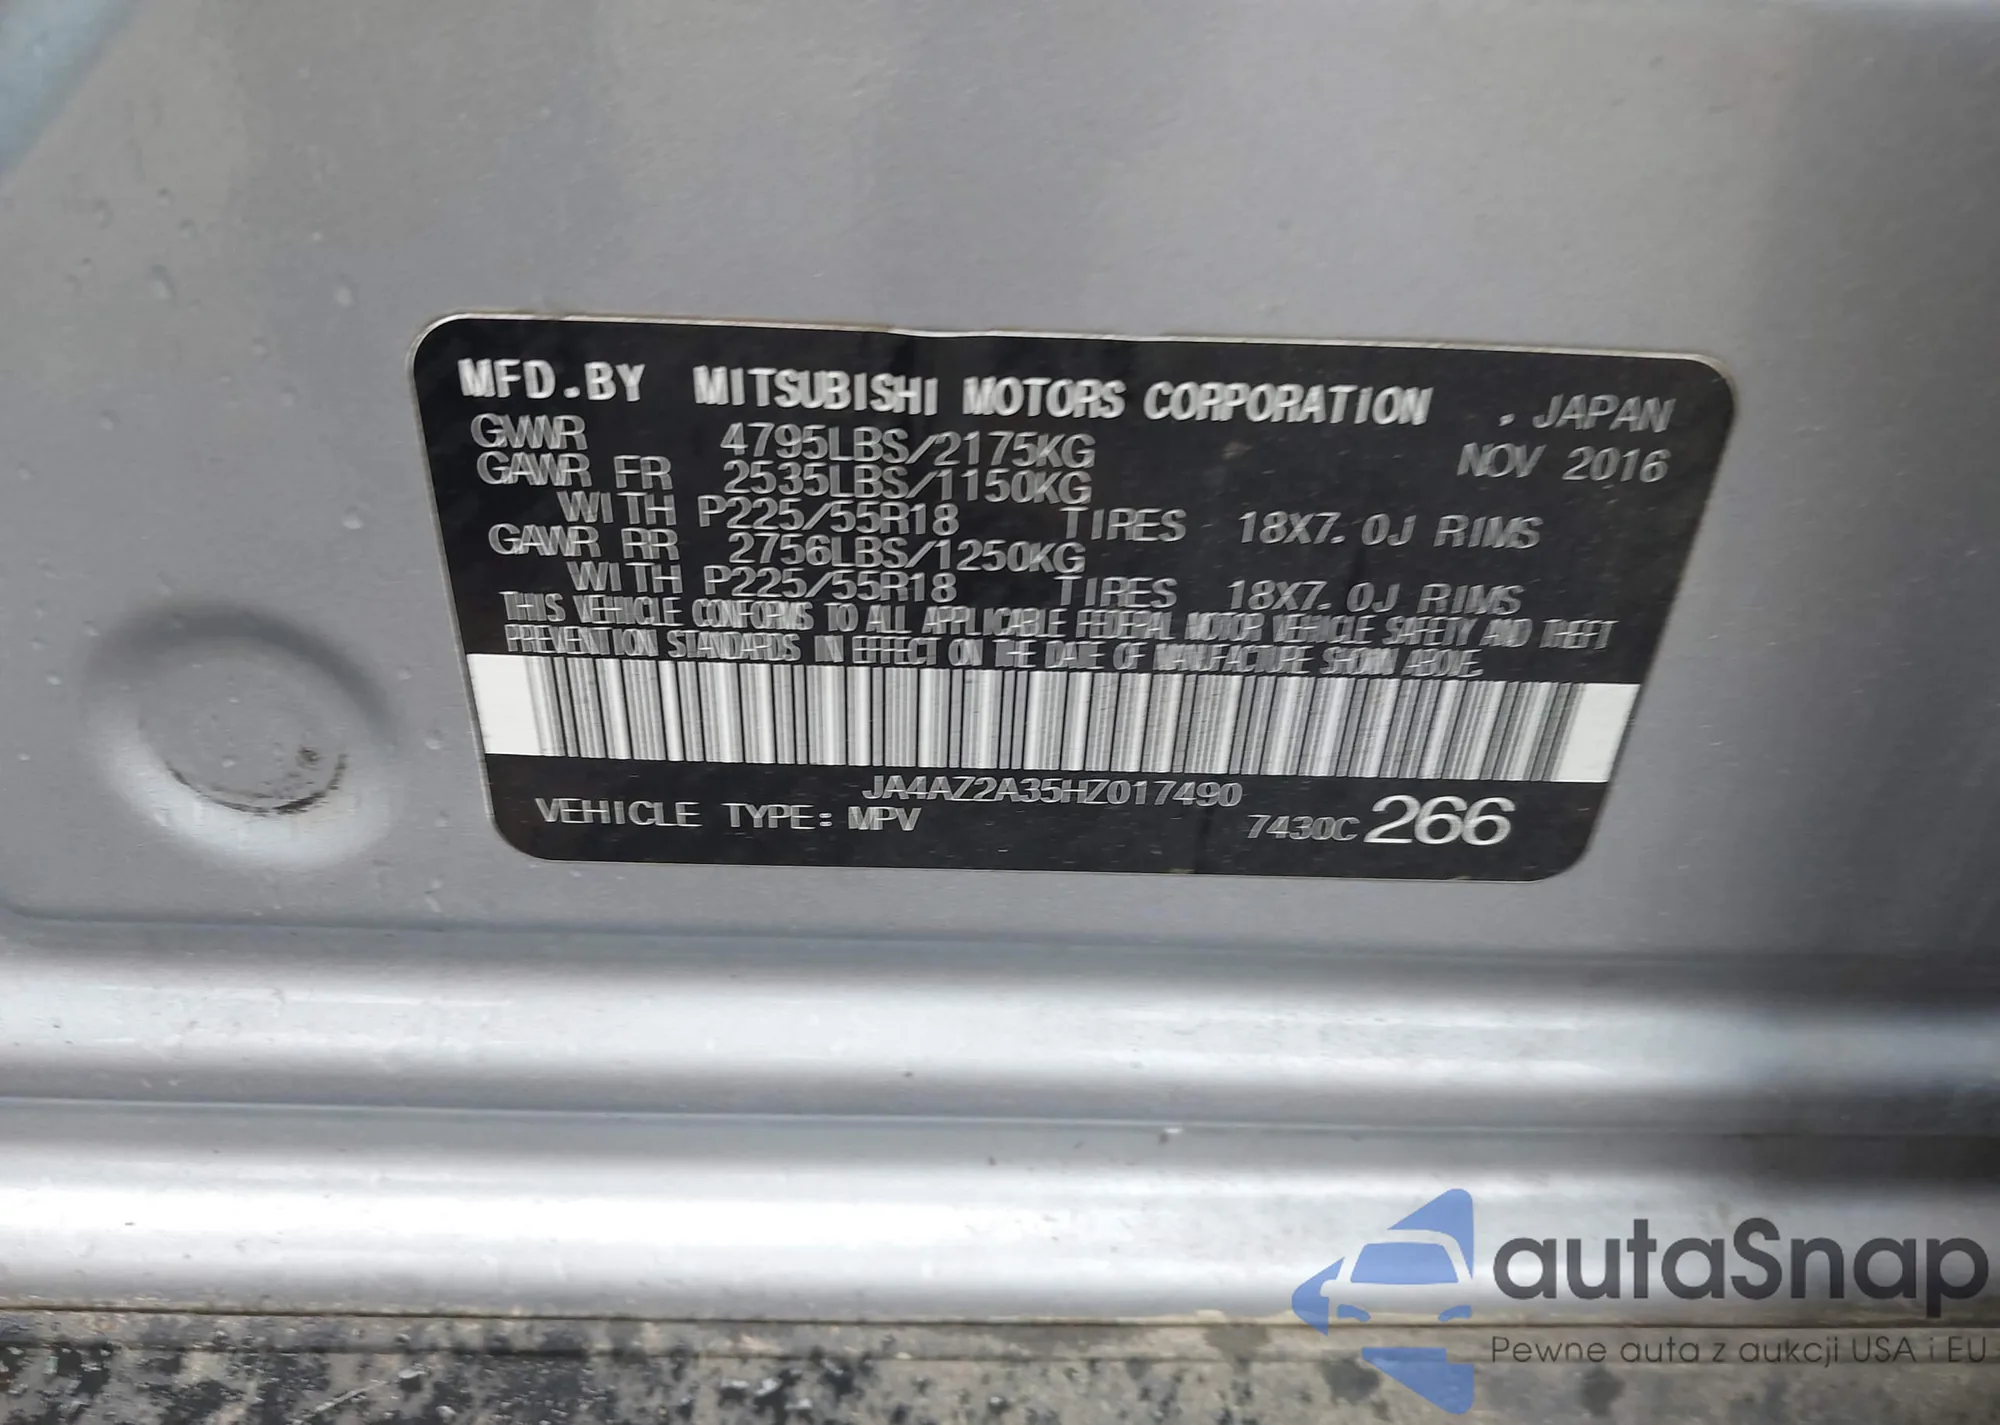 MFD.BY MITSUBISHI MOTORS CORPORATION , JAPAN
GVWR 4795LBS/2175KG NOV 2016
GAWR FR 2535LBS/1150KG
WITH P225/55R18 TIRES 18X7.0J RIMS
GAWR RR 2756LBS/1250KG
WITH P225/55R18 TIRES 18X7.0J RIMS
THIS VEHICLE CONFORMS TO ALL APPLICABLE FEDERAL MOTOR VEHICLE SAFETY AND THEFT
PREVENTION STANDARDS IN EFFECT ON THE DATE OF MANUFACTURE SHOWN ABOVE.
JA4AZ2A35HZ017490
VEHICLE TYPE: MPV 7430C 266
autaSnap
Pewne auta z aukcji USA i EU